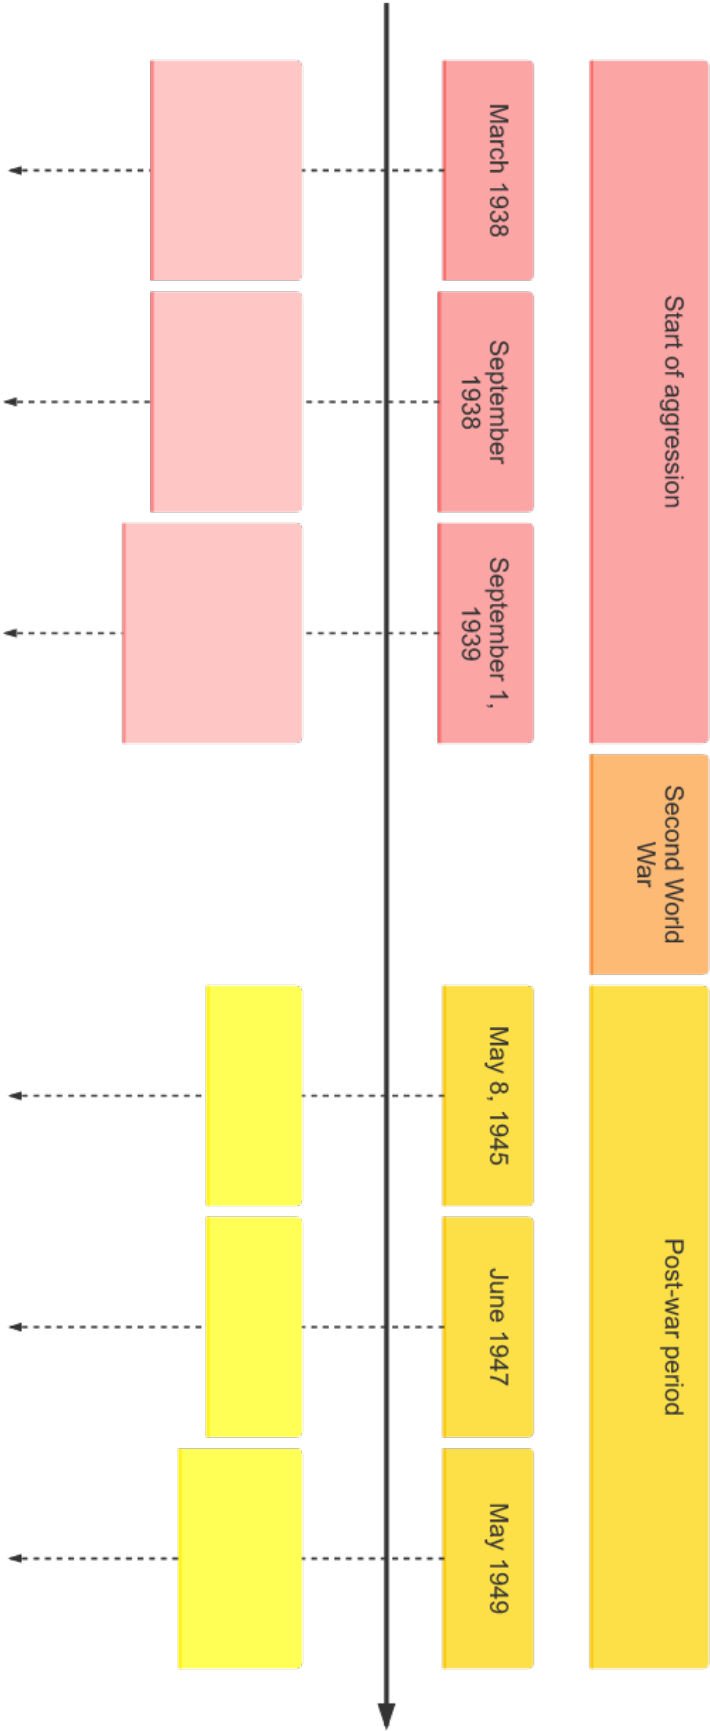 Start of aggression
Second World
War
Post-war period
March 1938
September
1938
September 1,
1939
May 8, 1945
June 1947
May 1949